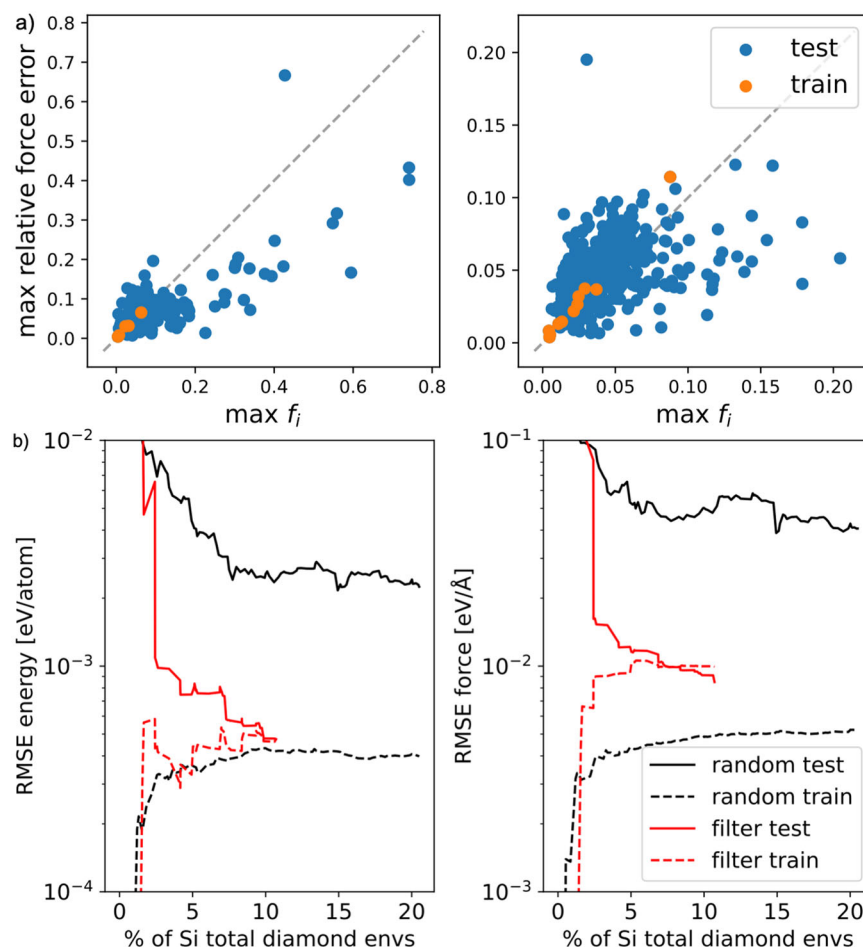 a)
max relative force error
0.8
0.7
0.6
0.5
0.4
0.3
0.2
0.1
0.0
0.0 0.2 0.4 0.6 0.8
max f_i
test
train
0.20
0.15
0.10
0.05
0.00
0.00 0.05 0.10 0.15 0.20
max f_i
b)
RMSE energy [eV/atom]
10⁻²
10⁻³
10⁻⁴
0 5 10 15 20
% of Si total diamond envs
RMSE force [eV/Å]
10⁻¹
10⁻²
10⁻³
random test
random train
filter test
filter train
0 5 10 15 20
% of Si total diamond envs